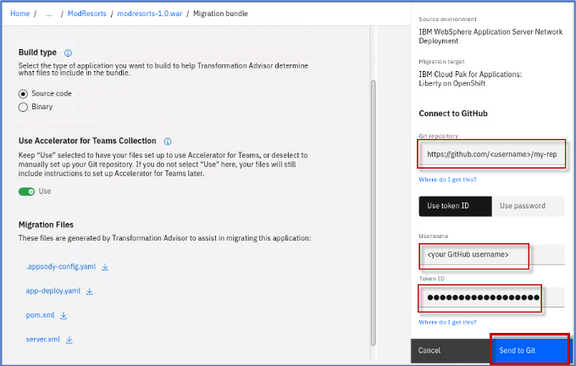 Home / ... / ModResorts / modresorts-1.0.war / Migration bundle
Build type
Select the type of application you want to build to help Transformation Advisor determine
what files to include in the bundle.
Source code
Binary
Use Accelerator for Teams Collection
Keep "Use" selected to have your files set up to use Accelerator for Teams, or deselect to
manually set up your Git repository. If you do not select "Use" here, your files will still
include instructions to set up Accelerator for Teams later.
Use
Migration Files
These files are generated by Transformation Advisor to assist in migrating this application:
.appsody-config.yaml
app-deploy.yaml
pom.xml
server.xml
Source environment
IBM WebSphere Application Server Network
Deployment
Migration target
IBM Cloud Pak for Applications:
Liberty on OpenShift
Connect to GitHub
Git repository
https://github.com/<username>/my-rep
Where do I get this?
Use token ID
Use password
Username
<your GitHub username>
Token ID
••••••••••••••••••
Where do I get this?
Cancel
Send to Git